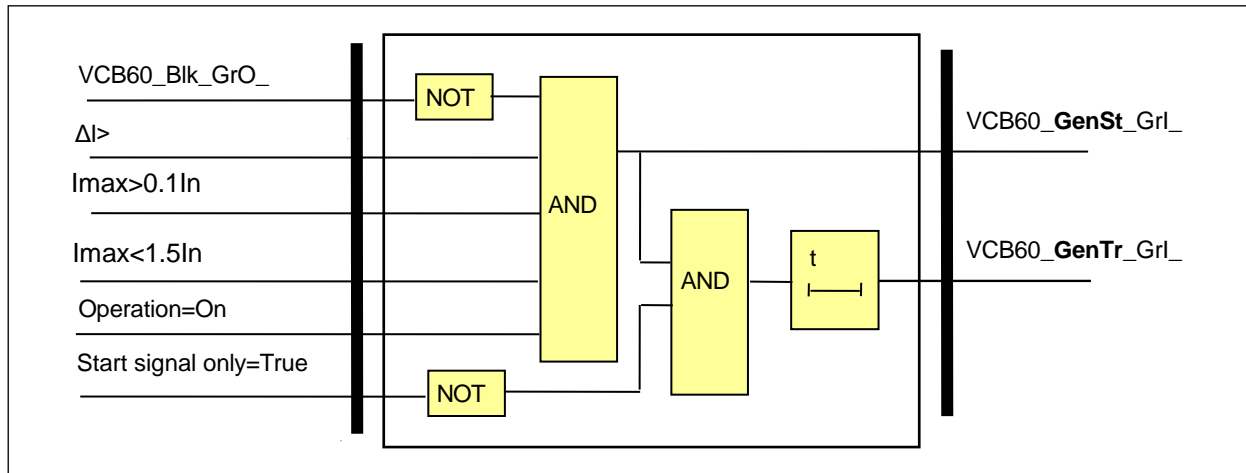 VCB60_Blk_GrO_
ΔI>
Imax>0.1In
Imax<1.5In
Operation=On
Start signal only=True
NOT
NOT
AND
AND
t
VCB60_GenSt_GrI_
VCB60_GenTr_GrI_